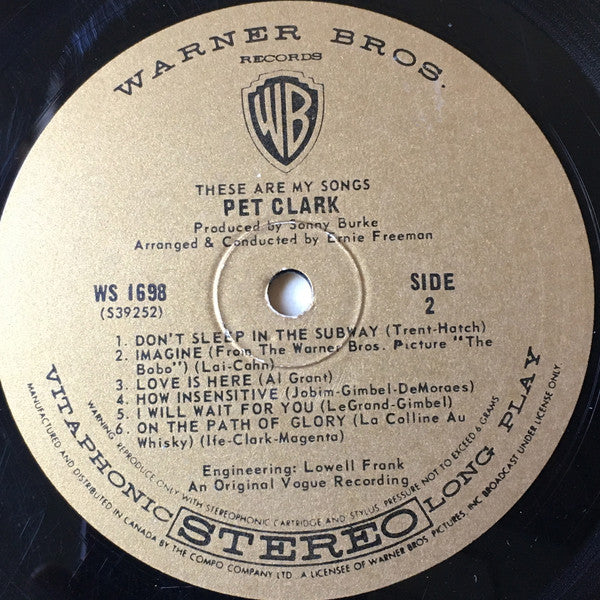 WARNER BROS.
RECORDS
WB
THESE ARE MY SONGS
PET CLARK
Produced by Sonny Burke
Arranged & Conducted by Ernie Freeman
WS 1698
(S39252)
SIDE
2
1. DON'T SLEEP IN THE SUBWAY (Trent-Hatch)
2. IMAGINE (From The Warner Bros. Picture "The
Bobo") (Lai-Cahn)
3. LOVE IS HERE (Al Grant)
4. HOW INSENSITIVE (Jobim-Gimbel-DeMoraes)
5. I WILL WAIT FOR YOU (LeGrand-Gimbel)
6. ON THE PATH OF GLORY (La Colline Au
Whisky) (Ife-Clark-Magenta)
Engineering: Lowell Frank
An Original Vogue Recording
WARNING: REPRODUCE ONLY WITH STEREOPHONIC CARTRIDGE AND STYLUS PRESSURE NOT TO EXCEED 6 GRAMS
VITAPHONIC STEREO LONG PLAY
MANUFACTURED AND DISTRIBUTED IN CANADA BY THE COMPO COMPANY LTD. A LICENSEE OF WARNER BROS PICTURES, INC BROADCAST UNDER LICENSE ONLY.